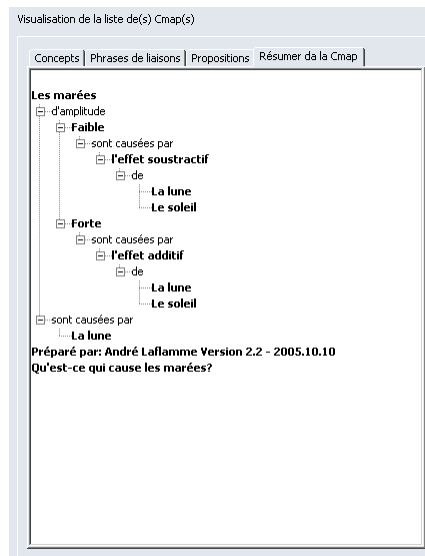 Visualisation de la liste de(s) Cmap(s)
Concepts Phrases de liaisons Propositions Résumer da la Cmap
Les marées
d'amplitude
Faible
sont causées par
l'effet soustractif
de
La lune
Le soleil
Forte
sont causées par
l'effet additif
de
La lune
Le soleil
sont causées par
La lune
Préparé par: André Laflamme Version 2.2 - 2005.10.10
Qu'est-ce qui cause les marées?